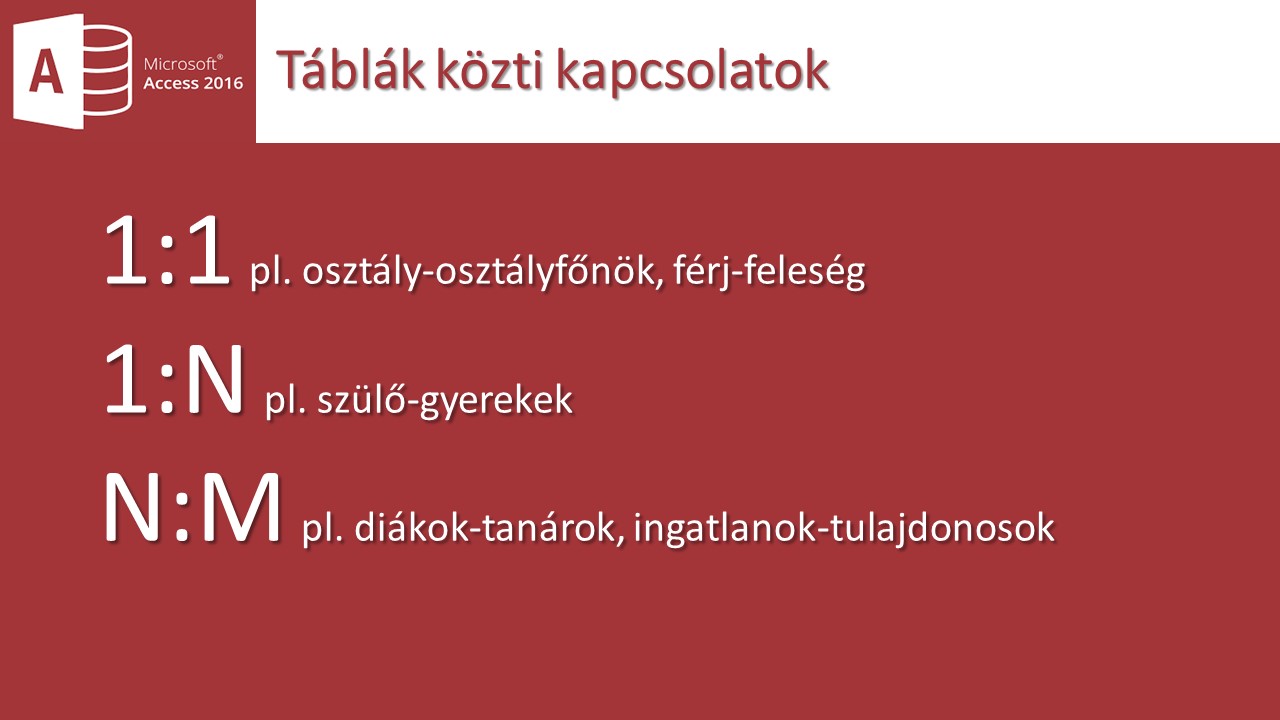 A
Microsoft®
Access 2016
Táblák közti kapcsolatok
1:1 pl. osztály-osztályfőnök, férj-feleség
1:N pl. szülő-gyerekek
N:M pl. diákok-tanárok, ingatlanok-tulajdonosok